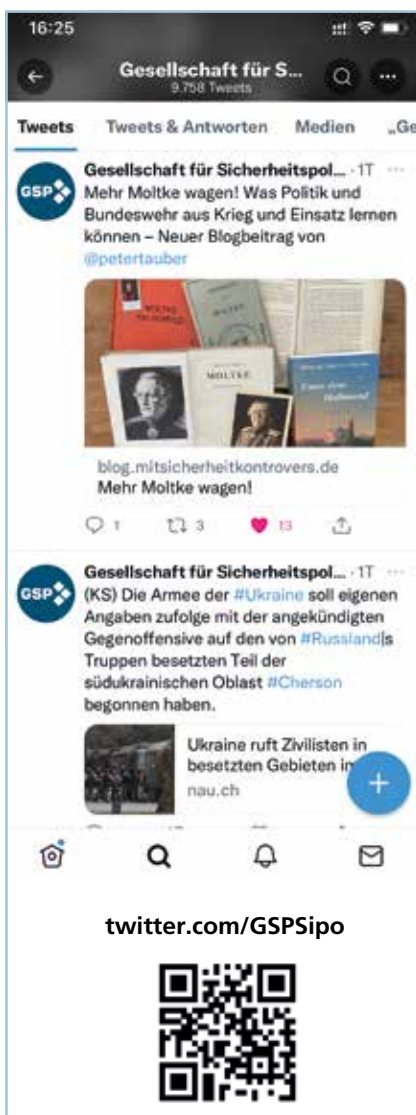 16:25
Gesellschaft für S...
9.758 Tweets
Tweets
Tweets & Antworten
Medien
„Ge
GSP
Gesellschaft für Sicherheitspol... · 1T
Mehr Moltke wagen! Was Politik und
Bundeswehr aus Krieg und Einsatz lernen
können – Neuer Blogbeitrag von
@petertauber
MOLTKE
MOLTKE
blog.mitsicherheitkontrovers.de
Mehr Moltke wagen!
1
3
13
GSP
Gesellschaft für Sicherheitspol... · 1T
(KS) Die Armee der #Ukraine soll eigenen
Angaben zufolge mit der angekündigten
Gegenoffensive auf den von #Russland|s
Truppen besetzten Teil der
südukrainischen Oblast #Cherson
begonnen haben.
Ukraine ruft Zivilisten in
besetzten Gebieten
nau.ch
twitter.com/GSPSipo